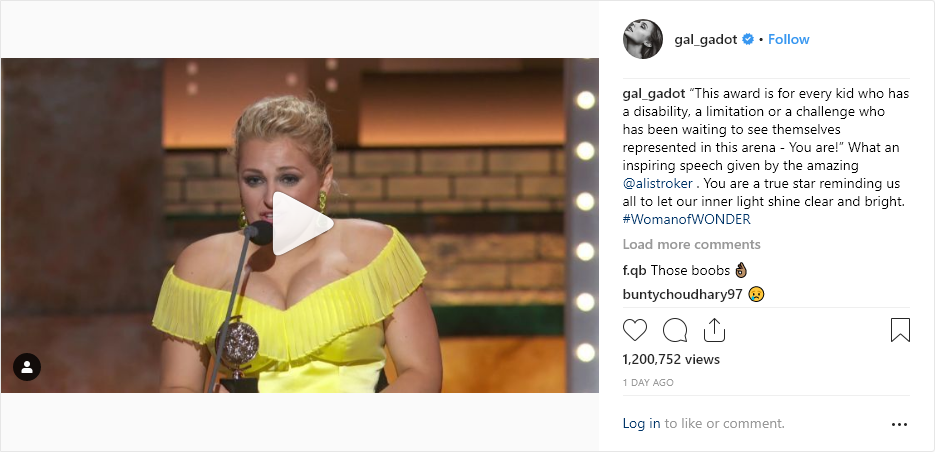 gal_gadot • Follow
gal_gadot “This award is for every kid who has
a disability, a limitation or a challenge who
has been waiting to see themselves
represented in this arena - You are!” What an
inspiring speech given by the amazing
@alistroker . You are a true star reminding us
all to let our inner light shine clear and bright.
#WomanofWONDER
Load more comments
f.qb Those boobs 👌🏾
buntychoudhary97 😢
1,200,752 views
1 DAY AGO
Log in to like or comment.